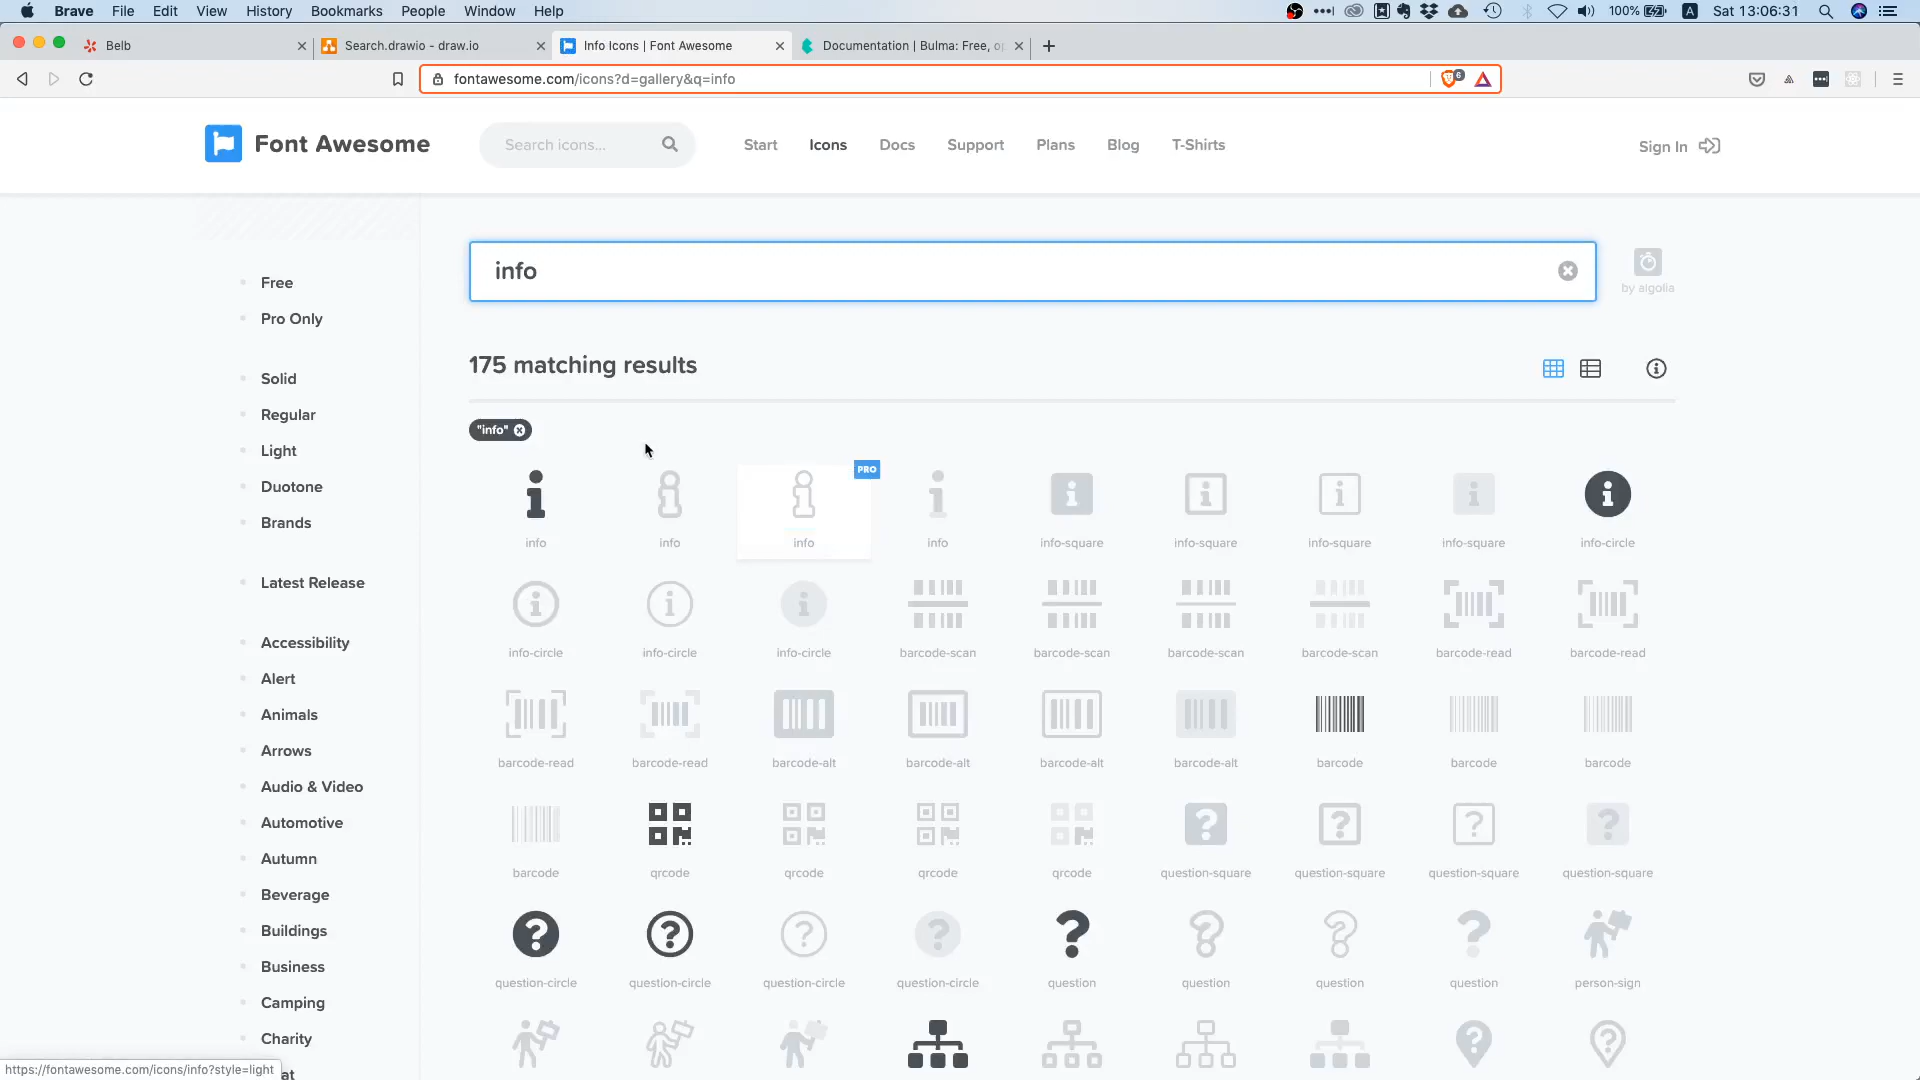 Brave File Edit View History Bookmarks People Window Help 100% A Sat 13:06:31
Belb Search.drawio - draw.io Info Icons | Font Awesome Documentation | Bulma: Free, o
fontawesome.com/icons?d=gallery&q=info 6
Font Awesome Search icons... Start Icons Docs Support Plans Blog T-Shirts Sign In
info
by algolia
Free
Pro Only
Solid
Regular
Light
Duotone
Brands
Latest Release
Accessibility
Alert
Animals
Arrows
Audio & Video
Automotive
Autumn
Beverage
Buildings
Business
Camping
Charity
at
175 matching results
"info"
PRO
info info info info info-square info-square info-square info-square info-circle
info-circle info-circle info-circle barcode-scan barcode-scan barcode-scan barcode-scan barcode-read barcode-read
barcode-read barcode-read barcode-alt barcode-alt barcode-alt barcode-alt barcode barcode barcode
barcode qrcode qrcode qrcode qrcode question-square question-square question-square question-square
question-circle question-circle question-circle question-circle question question question question person-sign
https://fontawesome.com/icons/info?style=light